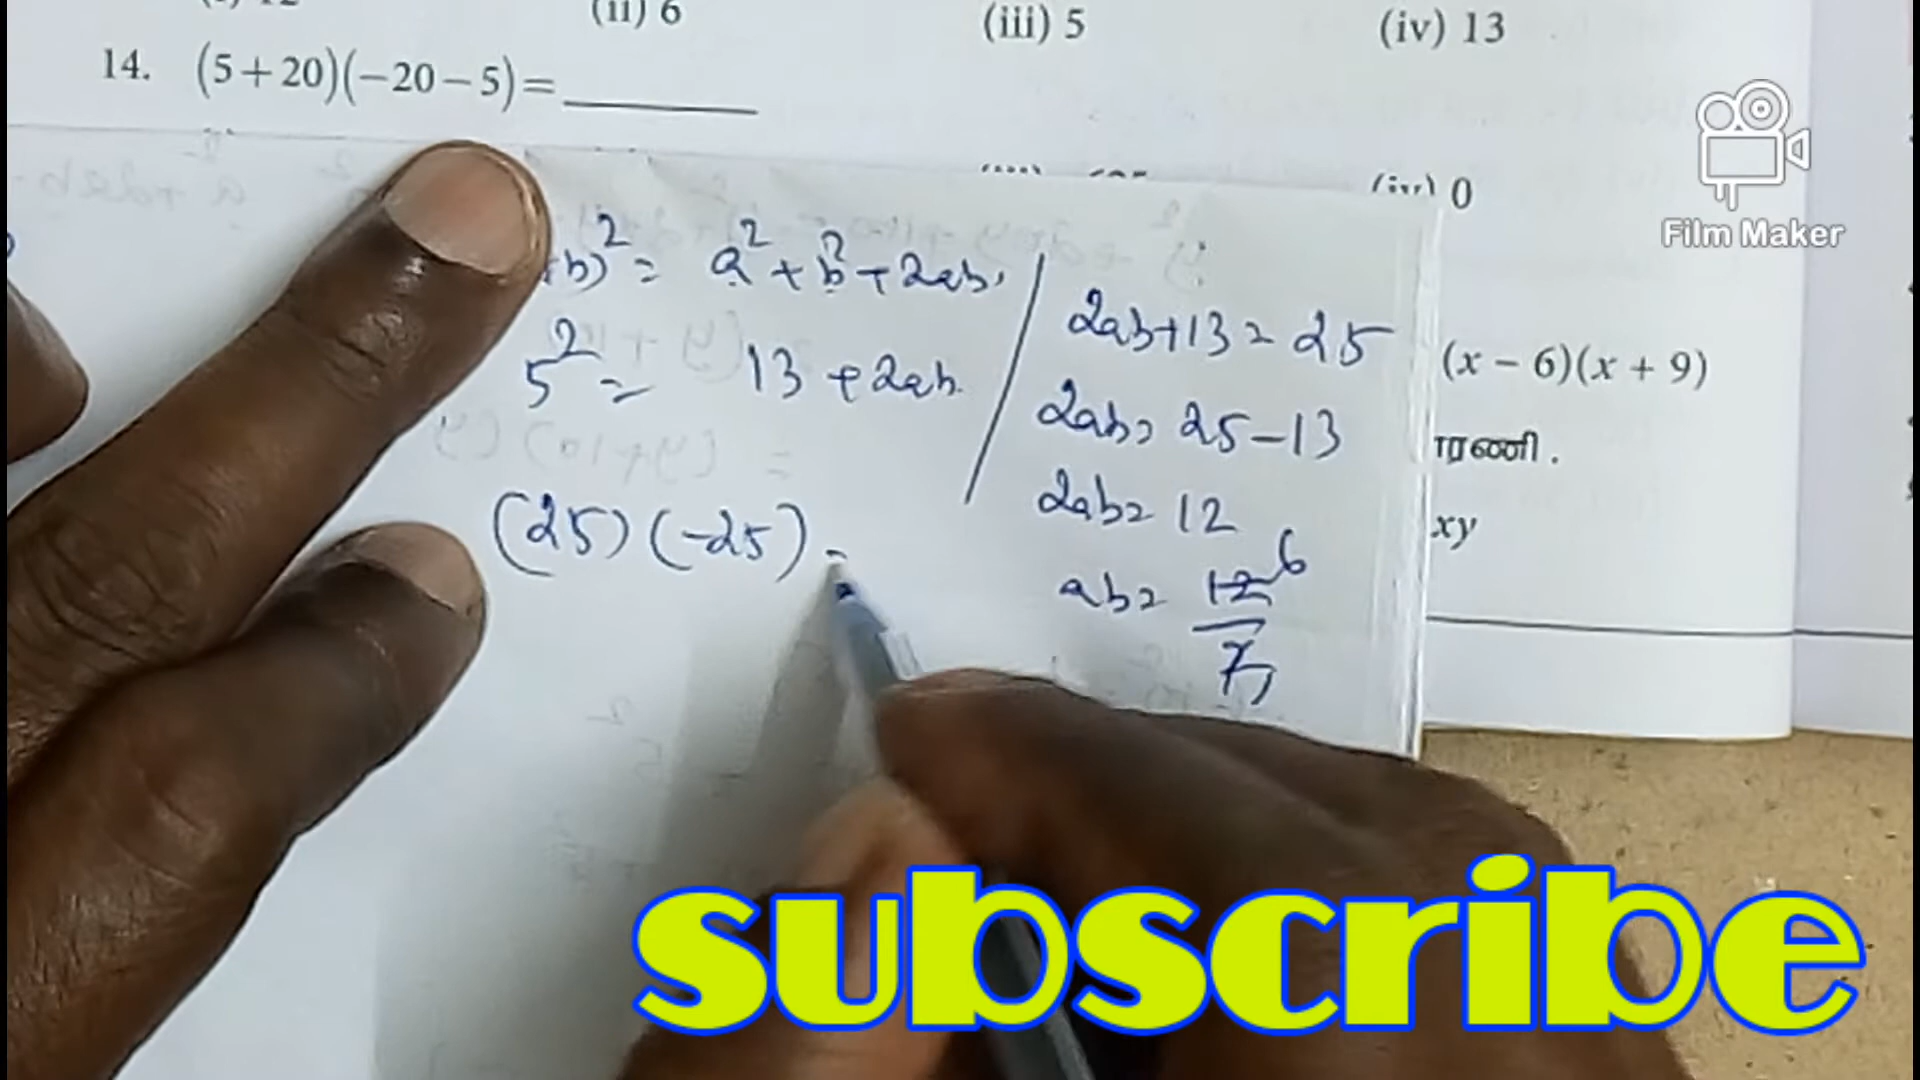 (ii) 6 (iii) 5 (iv) 13
14. (5+20)(−20−5)=________
(iv) 0
Film Maker
b)² = a² + b² + 2ab.
5² = 13 + 2ab.
(25) (-25) =
2ab+13 = 25
2ab = 25-13
2ab = 12
ab = 12 6
2
(x − 6)(x + 9)
ரணி .
xy
subscribe